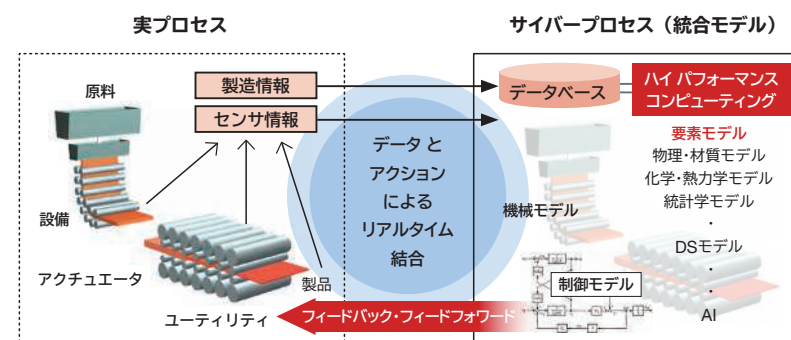 実プロセス
サイバープロセス（統合モデル）
原料
製造情報
センサ情報
設備
アクチュエータ
ユーティリティ
製品
データ と
アクション
による
リアルタイム
結合
フィードバック・フィードフォワード
データベース
ハイ パフォーマンス
コンピューティング
要素モデル
物理・材質モデル
化学・熱力学モデル
統計学モデル
・
DSモデル
・
・
AI
機械モデル
制御モデル